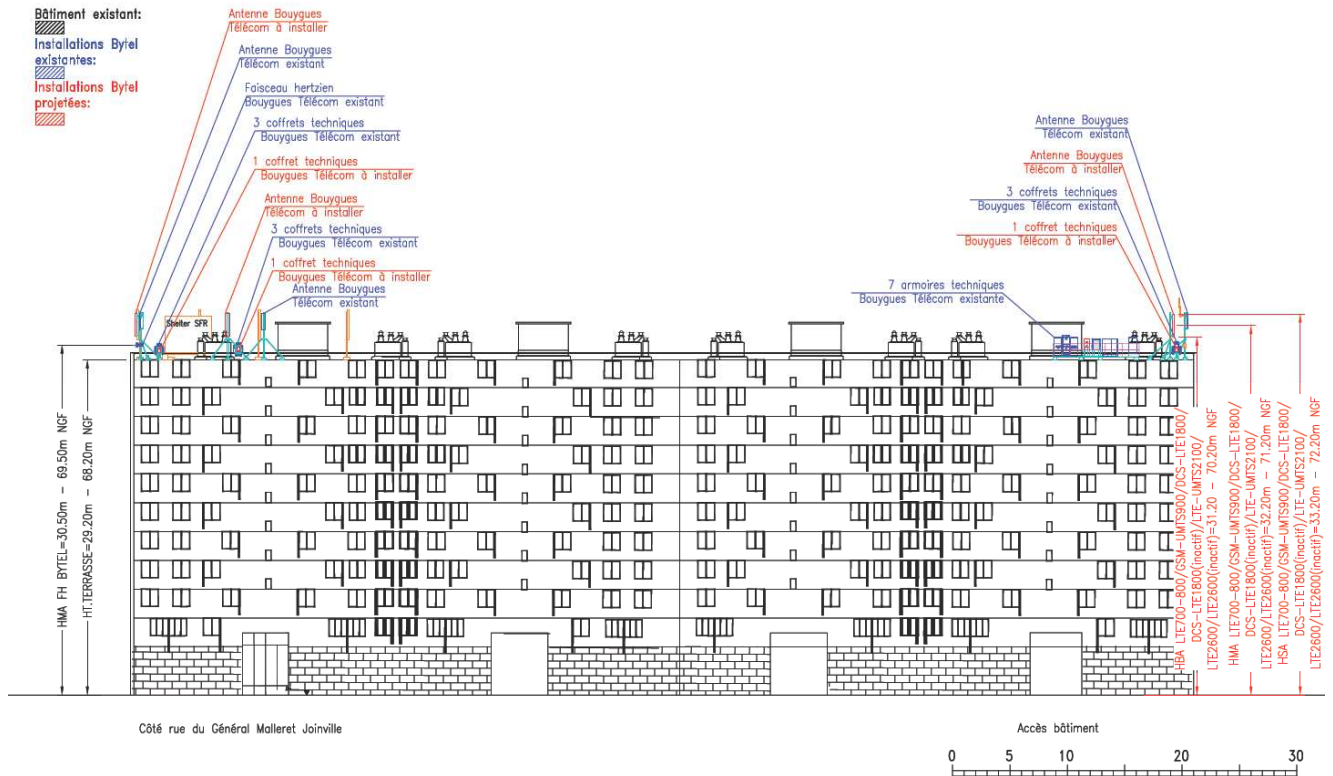 Bâtiment existant:
Installations Bytel
existantes:
Installations Bytel
projetées:
Antenne Bouygues
Télécom à installer
Antenne Bouygues
Télécom existant
Faisceau hertzien
Bouygues Télécom existant
3 coffrets techniques
Bouygues Télécom existant
1 coffret techniques
Bouygues Télécom à installer
Antenne Bouygues
Télécom à installer
3 coffrets techniques
Bouygues Télécom existant
1 coffret techniques
Bouygues Télécom à installer
Antenne Bouygues
Télécom existant
Shelter SFR
Antenne Bouygues
Télécom existant
Antenne Bouygues
Télécom à installer
3 coffrets techniques
Bouygues Télécom existant
1 coffret techniques
Bouygues Télécom à installer
7 armoires techniques
Bouygues Télécom existante
HMA FH BYTEL=30.50m - 69.50m NGF
HT.TERRASSE=29.20m - 68.20m NGF
HBA LTE700-800/GSM-UMTS900/DCS-LTE1800/
DCS-LTE1800(inactif)/LTE-UMTS2100/
LTE2600/LTE2600(inactif)=31.20 - 70.20m NGF
HMA LTE700-800/GSM-UMTS900/DCS-LTE1800/
DCS-LTE1800(inactif)/LTE-UMTS2100/
LTE2600/LTE2600(inactif)=32.20m - 71.20m NGF
HSA LTE700-800/GSM-UMTS900/DCS-LTE1800/
DCS-LTE1800(inactif)/LTE-UMTS2100/
LTE2600/LTE2600(inactif)=33.20m - 72.20m NGF
Côté rue du Général Malleret Joinville
Accès bâtiment
0 5 10 20 30